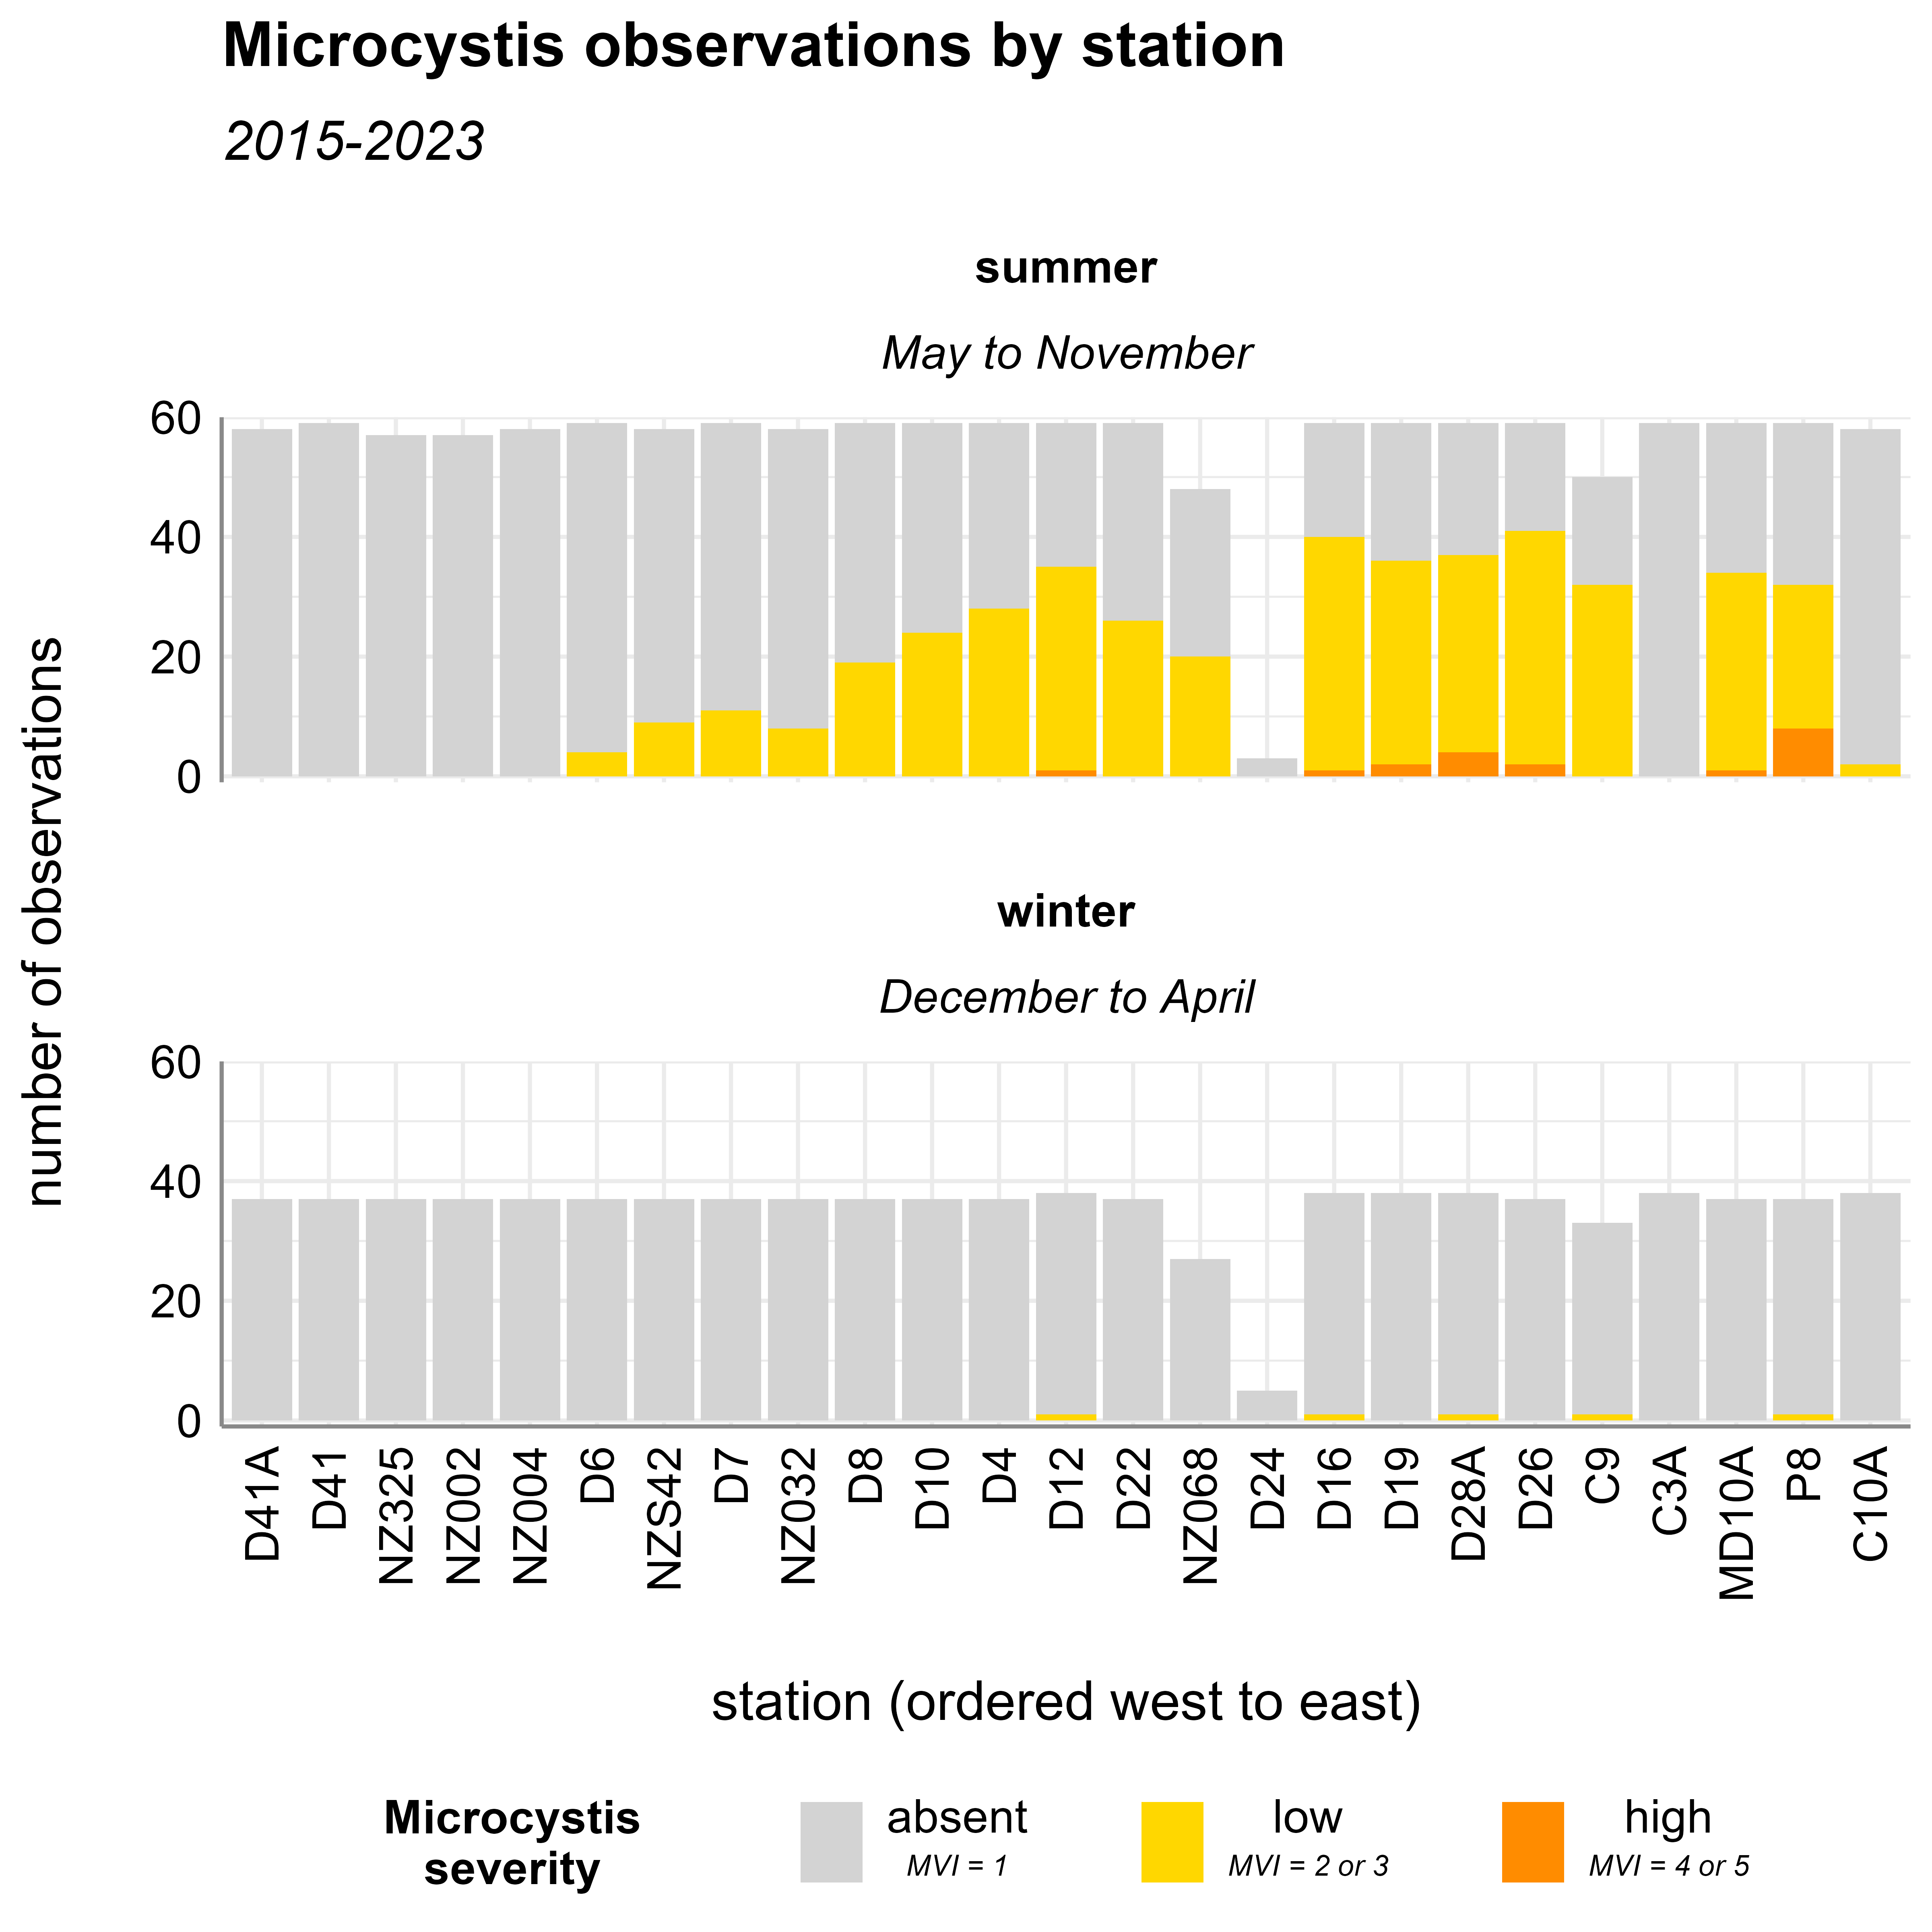 Microcystis observations by station
2015-2023
number of observations
summer
May to November
60
40
20
0
winter
December to April
60
40
20
0
D41A
D41
NZ325
NZ002
NZ004
D6
NZS42
D7
NZ032
D8
D10
D4
D12
D22
NZ068
D24
D16
D19
D28A
D26
C9
C3A
MD10A
P8
C10A
station (ordered west to east)
Microcystis
severity
absent
MVI = 1
low
MVI = 2 or 3
high
MVI = 4 or 5